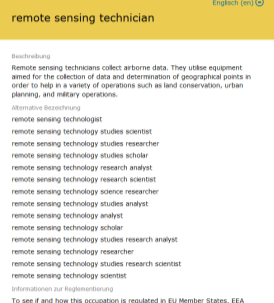 Englisch (en)
remote sensing technician
Beschreibung
Remote sensing technicians collect airborne data. They utilise equipment
aimed for the collection of data and determination of geographical points in
order to help in a variety of operations such as land conservation, urban
planning, and military operations.
Alternative Bezeichnung
remote sensing technologist
remote sensing technology studies scientist
remote sensing technology studies researcher
remote sensing technology studies scholar
remote sensing technology research analyst
remote sensing technology research scientist
remote sensing technology science researcher
remote sensing technology studies analyst
remote sensing technology analyst
remote sensing technology scholar
remote sensing technology studies research analyst
remote sensing technology researcher
remote sensing technology studies research scientist
remote sensing technology scientist
Informationen zur Reglementierung
To see if and how this occupation is regulated in EU Member States, EEA